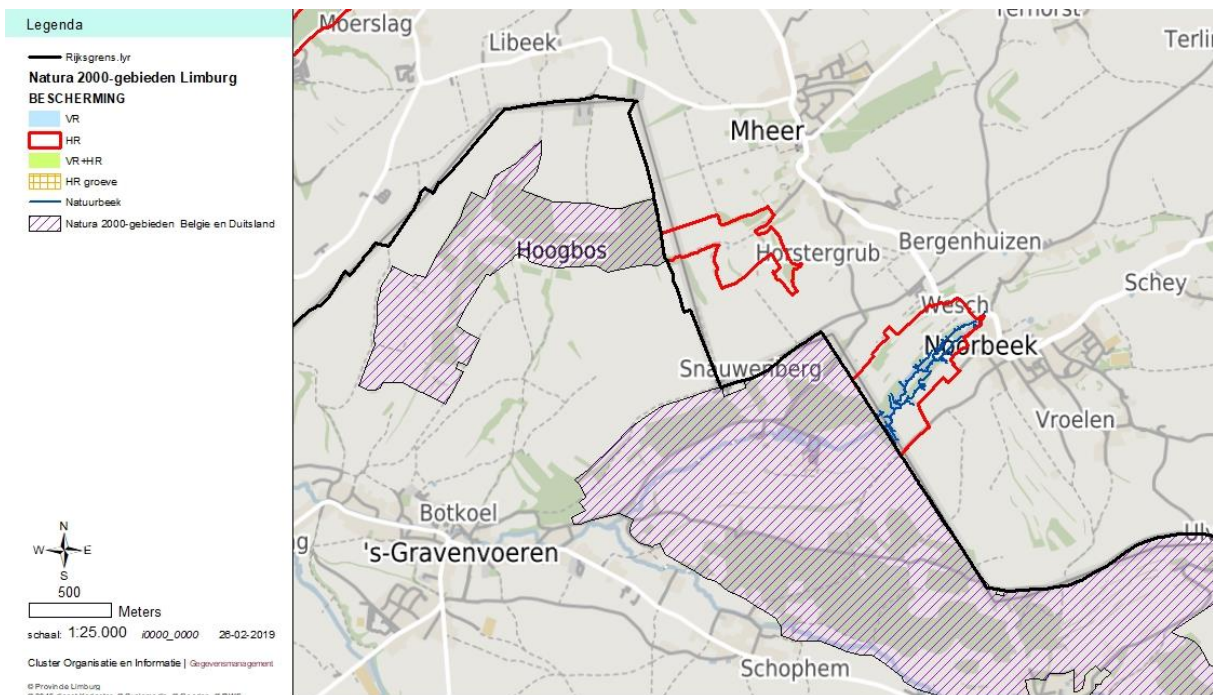 Legenda
Rijksgrens.lyr
Natura 2000-gebieden Limburg
BESCHERMING
VR
HR
VR+HR
HR groeve
Natuurbeek
Natura 2000-gebieden Belgie en Duitsland
N
W E
S
500
Meters
schaal: 1:25.000 i0000_0000 26-02-2019
Cluster Organisatie en Informatie | Gegevensmanagement
© Provincie Limburg
Moerslag
Libeek
Terhorst
Mheer
Hoogbos
Horstergrub
Bergenhuizen
Schey
Wesch
Noorbeek
Snauwenberg
Vroelen
Botkoel
's-Gravenvoeren
Schophem